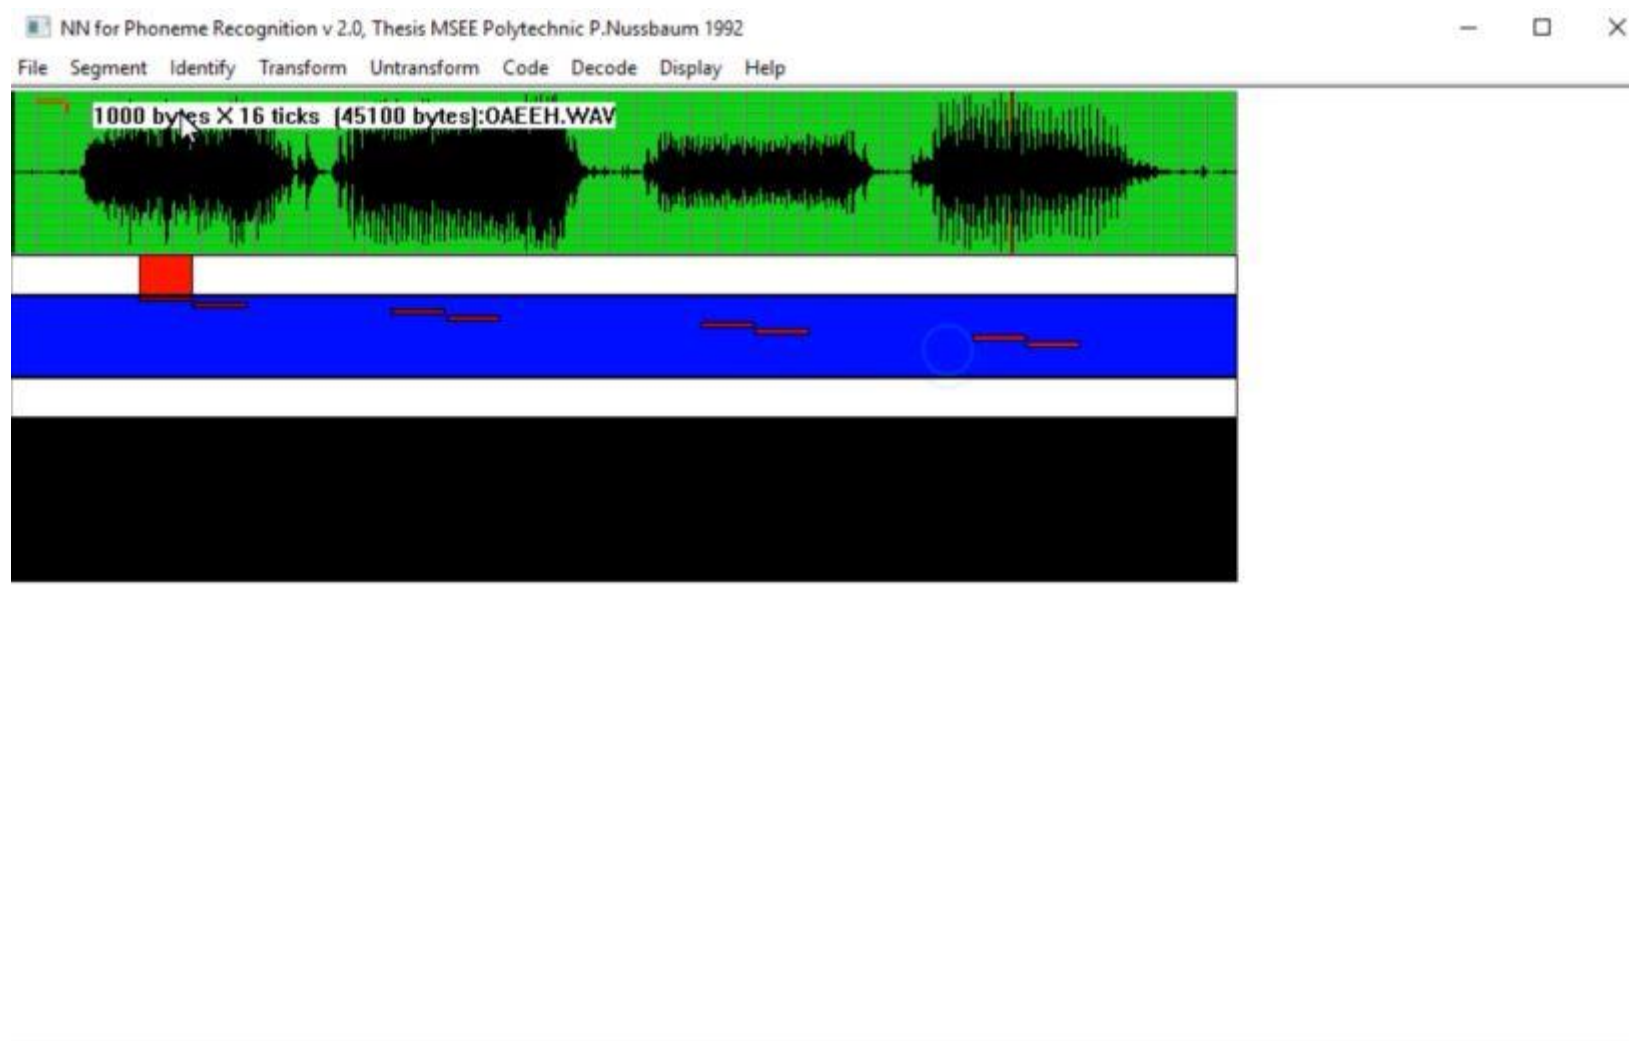 NN for Phoneme Recognition v 2.0, Thesis MSEE Polytechnic P.Nussbaum 1992
File Segment Identify Transform Untransform Code Decode Display Help
1000 bytes X 16 ticks [45100 bytes]:OAEEH.WAV